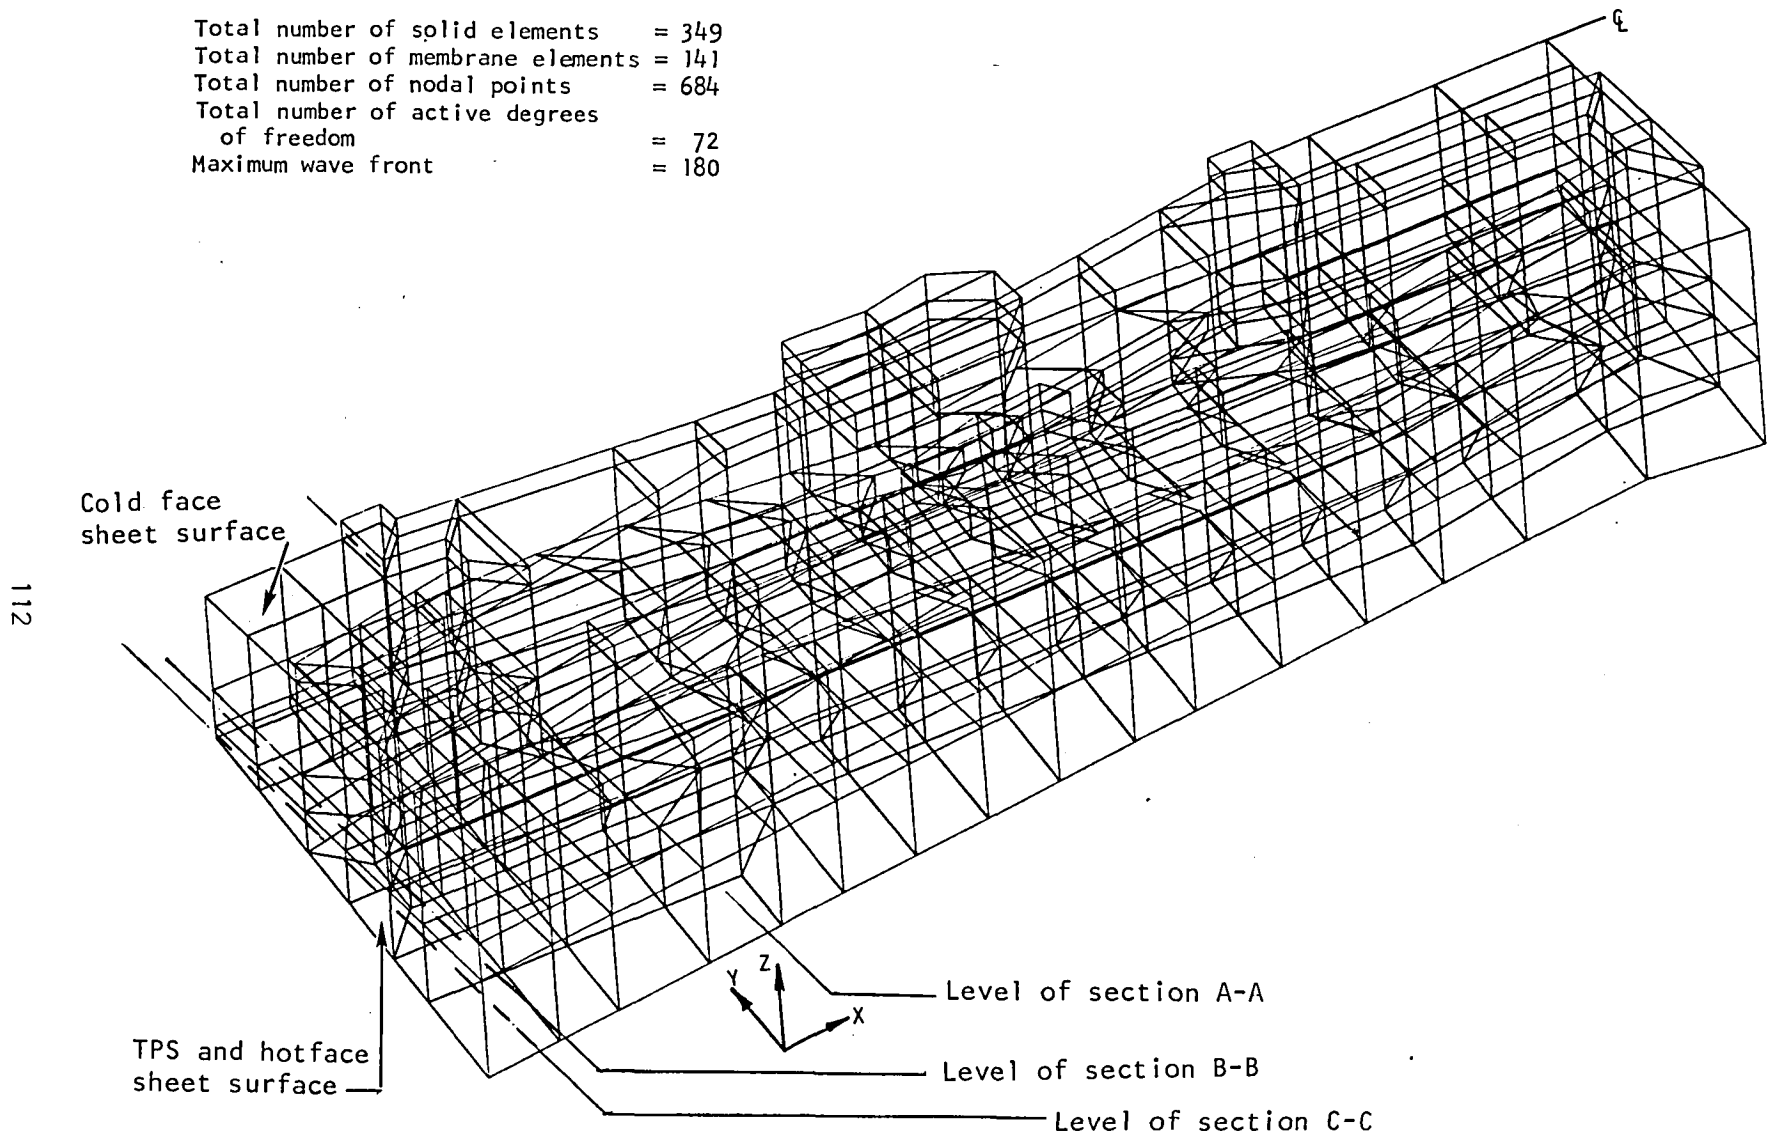 Total number of solid elements = 349
Total number of membrane elements = 141
Total number of nodal points = 684
Total number of active degrees
of freedom = 72
Maximum wave front = 180
℄
Cold face
sheet surface
112
Z
Y
X
Level of section A-A
TPS and hotface
sheet surface
Level of section B-B
Level of section C-C